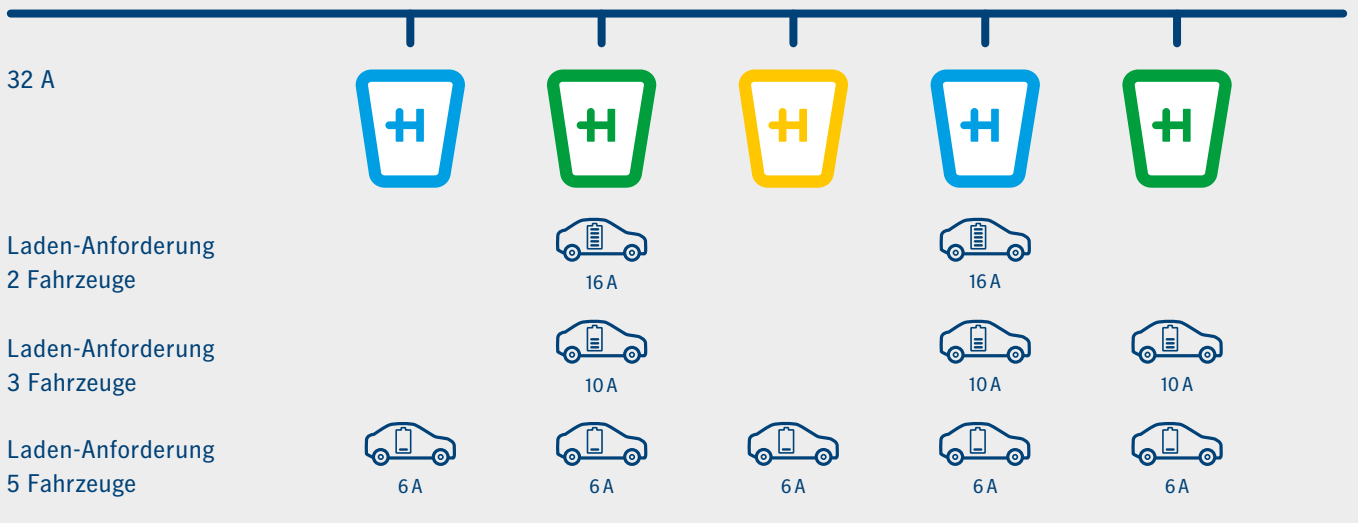 32 A
H H H H H
Laden-Anforderung
2 Fahrzeuge
16 A 16 A
Laden-Anforderung
3 Fahrzeuge
10 A 10 A 10 A
Laden-Anforderung
5 Fahrzeuge
6 A 6 A 6 A 6 A 6 A